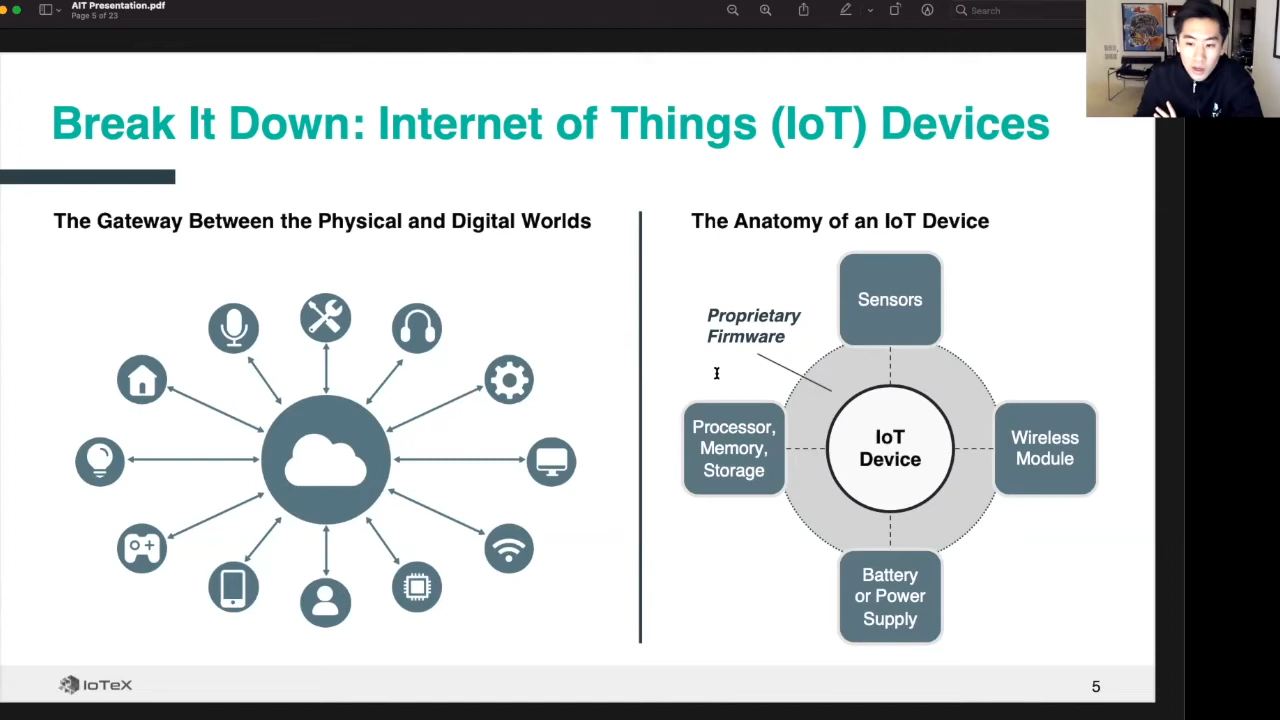 AIT Presentation.pdf
Page 5 of 23
Search
Break It Down: Internet of Things (IoT) Devices
The Gateway Between the Physical and Digital Worlds
The Anatomy of an IoT Device
Proprietary
Firmware
Sensors
Processor,
Memory,
Storage
IoT
Device
Wireless
Module
Battery
or Power
Supply
IoTeX
5